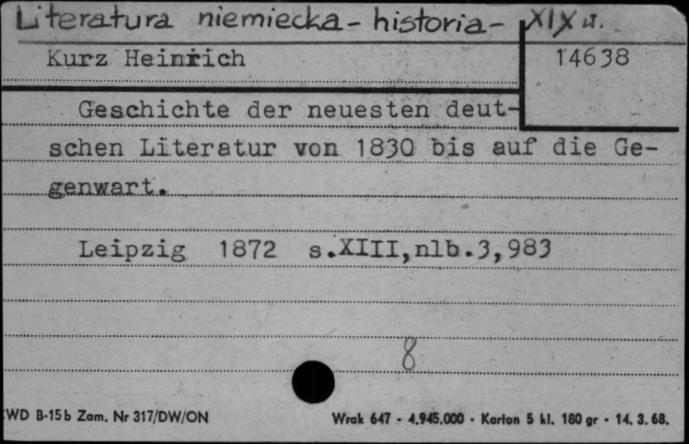 Literatura niemiecka - historia - XIX w.
Kurz Heinrich 14638
Geschichte der neuesten deut-
schen Literatur von 1830 bis auf die Ge-
genwart.
Leipzig 1872 s.XIII,nlb.3,983
8
WD B-15b Zam. Nr 317/DW/ON Wrak 647 - 4.945.000 - Karton 5 kl. 180 gr - 14. 3. 68.